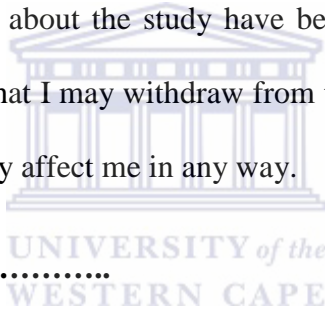 about the study have be
hat I may withdraw from
y affect me in any way.
UNIVERSITY of the
…………..
WESTERN CAPE